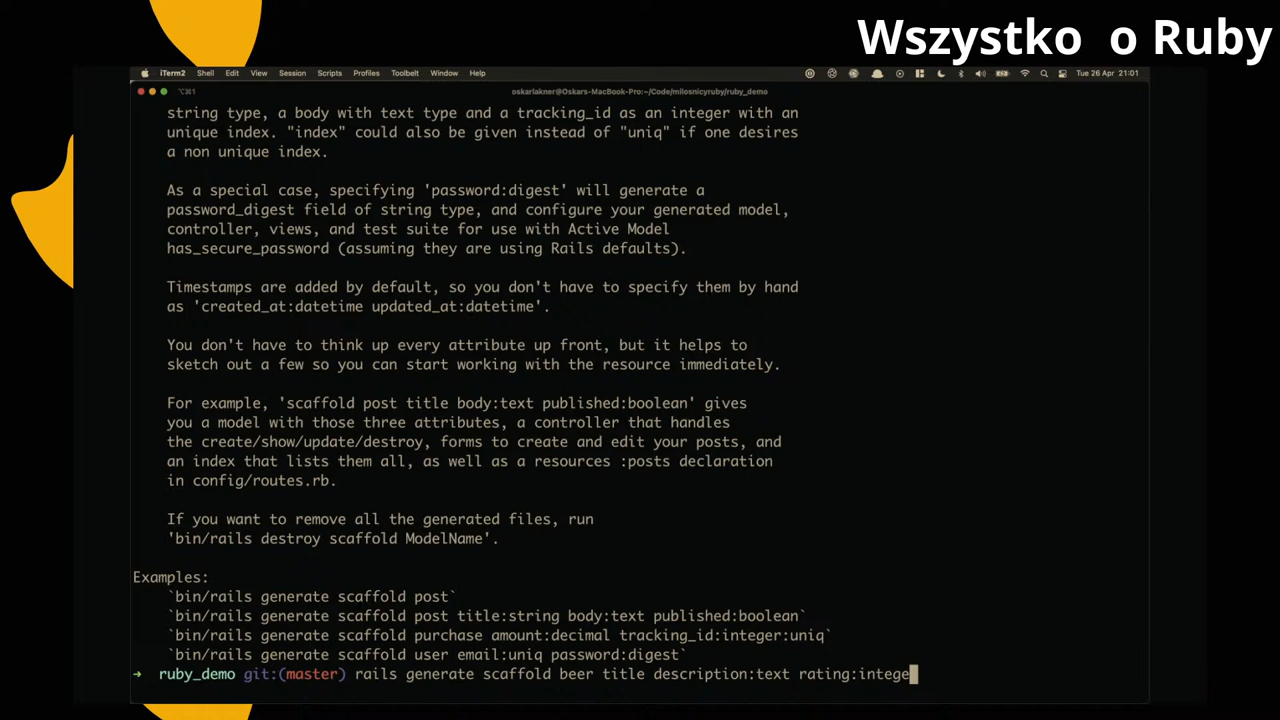 Wszystko o Ruby
iTerm2 Shell Edit View Session Scripts Profiles Toolbelt Window Help Tue 26 Apr 21:01
⌥⌘1 oskarlakner@Oskars-MacBook-Pro:~/Code/milosnicyruby/ruby_demo
string type, a body with text type and a tracking_id as an integer with an
unique index. "index" could also be given instead of "uniq" if one desires
a non unique index.
As a special case, specifying 'password:digest' will generate a
password_digest field of string type, and configure your generated model,
controller, views, and test suite for use with Active Model
has_secure_password (assuming they are using Rails defaults).
Timestamps are added by default, so you don't have to specify them by hand
as 'created_at:datetime updated_at:datetime'.
You don't have to think up every attribute up front, but it helps to
sketch out a few so you can start working with the resource immediately.
For example, 'scaffold post title body:text published:boolean' gives
you a model with those three attributes, a controller that handles
the create/show/update/destroy, forms to create and edit your posts, and
an index that lists them all, as well as a resources :posts declaration
in config/routes.rb.
If you want to remove all the generated files, run
'bin/rails destroy scaffold ModelName'.
Examples:
`bin/rails generate scaffold post`
`bin/rails generate scaffold post title:string body:text published:boolean`
`bin/rails generate scaffold purchase amount:decimal tracking_id:integer:uniq`
`bin/rails generate scaffold user email:uniq password:digest`
➜ ruby_demo git:(master) rails generate scaffold beer title description:text rating:intege